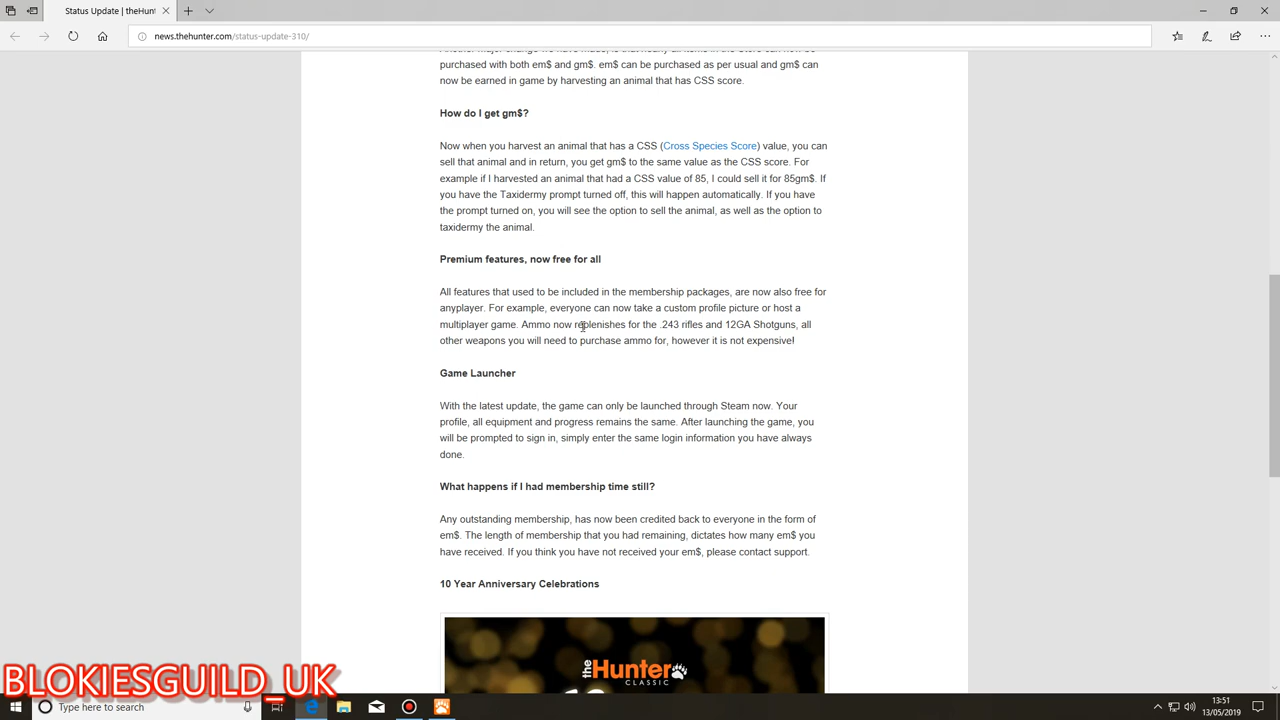 Status Update | theHunt
news.thehunter.com/status-update-310/
Another major change we have made, is that nearly all items in the Store can now be
purchased with both em$ and gm$. em$ can be purchased as per usual and gm$ can
now be earned in game by harvesting an animal that has CSS score.
How do I get gm$?
Now when you harvest an animal that has a CSS (Cross Species Score) value, you can
sell that animal and in return, you get gm$ to the same value as the CSS score. For
example if I harvested an animal that had a CSS value of 85, I could sell it for 85gm$. If
you have the Taxidermy prompt turned off, this will happen automatically. If you have
the prompt turned on, you will see the option to sell the animal, as well as the option to
taxidermy the animal.
Premium features, now free for all
All features that used to be included in the membership packages, are now also free for
anyplayer. For example, everyone can now take a custom profile picture or host a
multiplayer game. Ammo now replenishes for the .243 rifles and 12GA Shotguns, all
other weapons you will need to purchase ammo for, however it is not expensive!
Game Launcher
With the latest update, the game can only be launched through Steam now. Your
profile, all equipment and progress remains the same. After launching the game, you
will be prompted to sign in, simply enter the same login information you have always
done.
What happens if I had membership time still?
Any outstanding membership, has now been credited back to everyone in the form of
em$. The length of membership that you had remaining, dictates how many em$ you
have received. If you think you have not received your em$, please contact support.
10 Year Anniversary Celebrations
theHunter
CLASSIC
BLOKIESGUILD_UK
Type here to search
13:51
13/05/2019